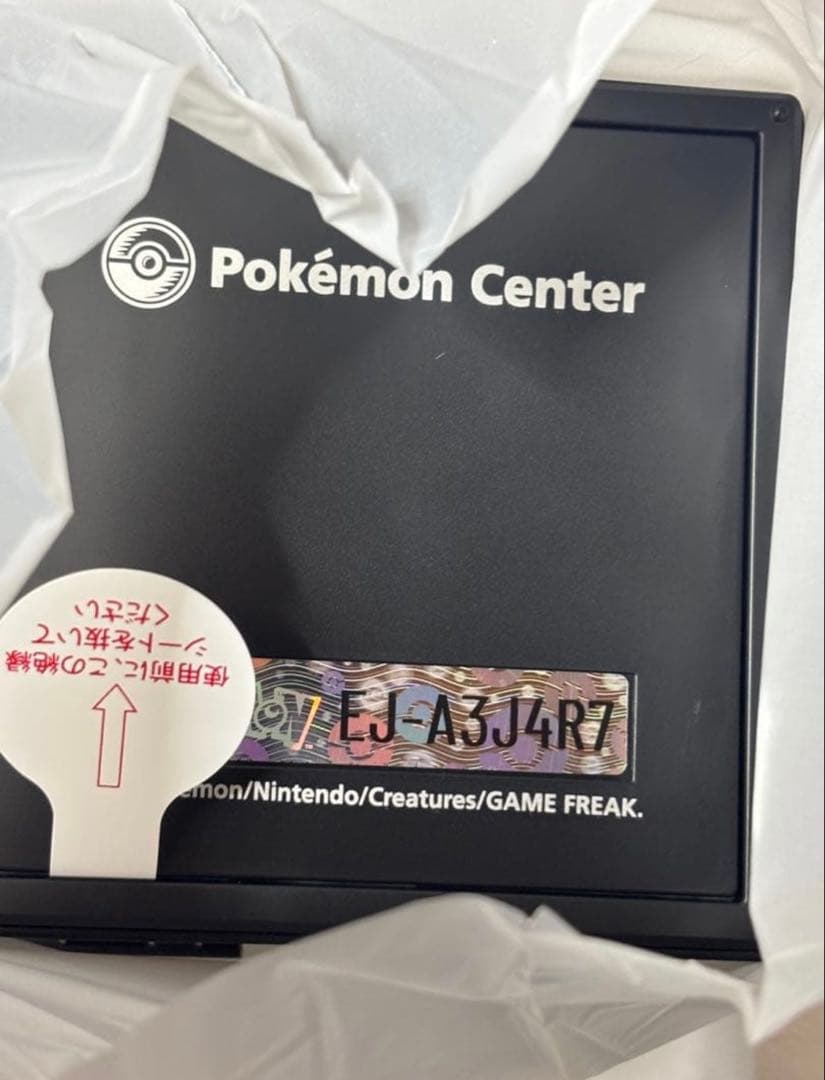 Pokémon Center
使用前に、この絶縁
シートを抜いて
ください
EJ-A3J4R7
émon/Nintendo/Creatures/GAME FREAK.